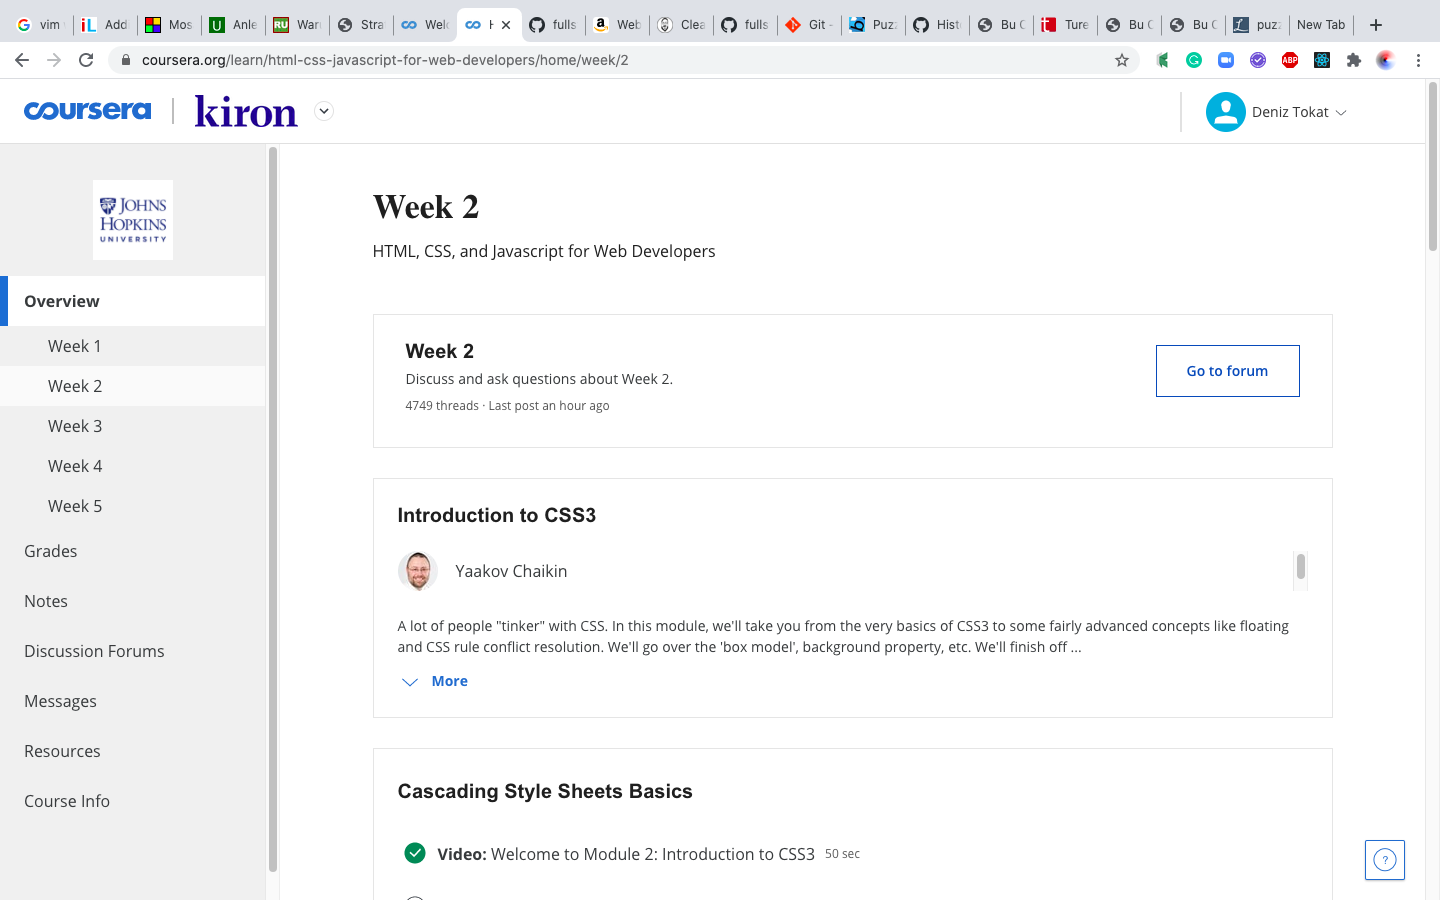 vim
Add
Mos
Anle
War
Stra
Welc
H
fulls
Web
Clea
fulls
Git -
Puzz
Hist
Bu
Ture
Bu
Bu
puzz
New Tab
coursera.org/learn/html-css-javascript-for-web-developers/home/week/2
ABP
coursera
kiron
Deniz Tokat
JOHNS
HOPKINS
UNIVERSITY
Overview
Week 1
Week 2
Week 3
Week 4
Week 5
Grades
Notes
Discussion Forums
Messages
Resources
Course Info
Week 2
HTML, CSS, and Javascript for Web Developers
Week 2
Discuss and ask questions about Week 2.
4749 threads · Last post an hour ago
Go to forum
Introduction to CSS3
Yaakov Chaikin
A lot of people "tinker" with CSS. In this module, we'll take you from the very basics of CSS3 to some fairly advanced concepts like floating
and CSS rule conflict resolution. We'll go over the 'box model', background property, etc. We'll finish off ...
More
Cascading Style Sheets Basics
Video: Welcome to Module 2: Introduction to CSS3 50 sec
?